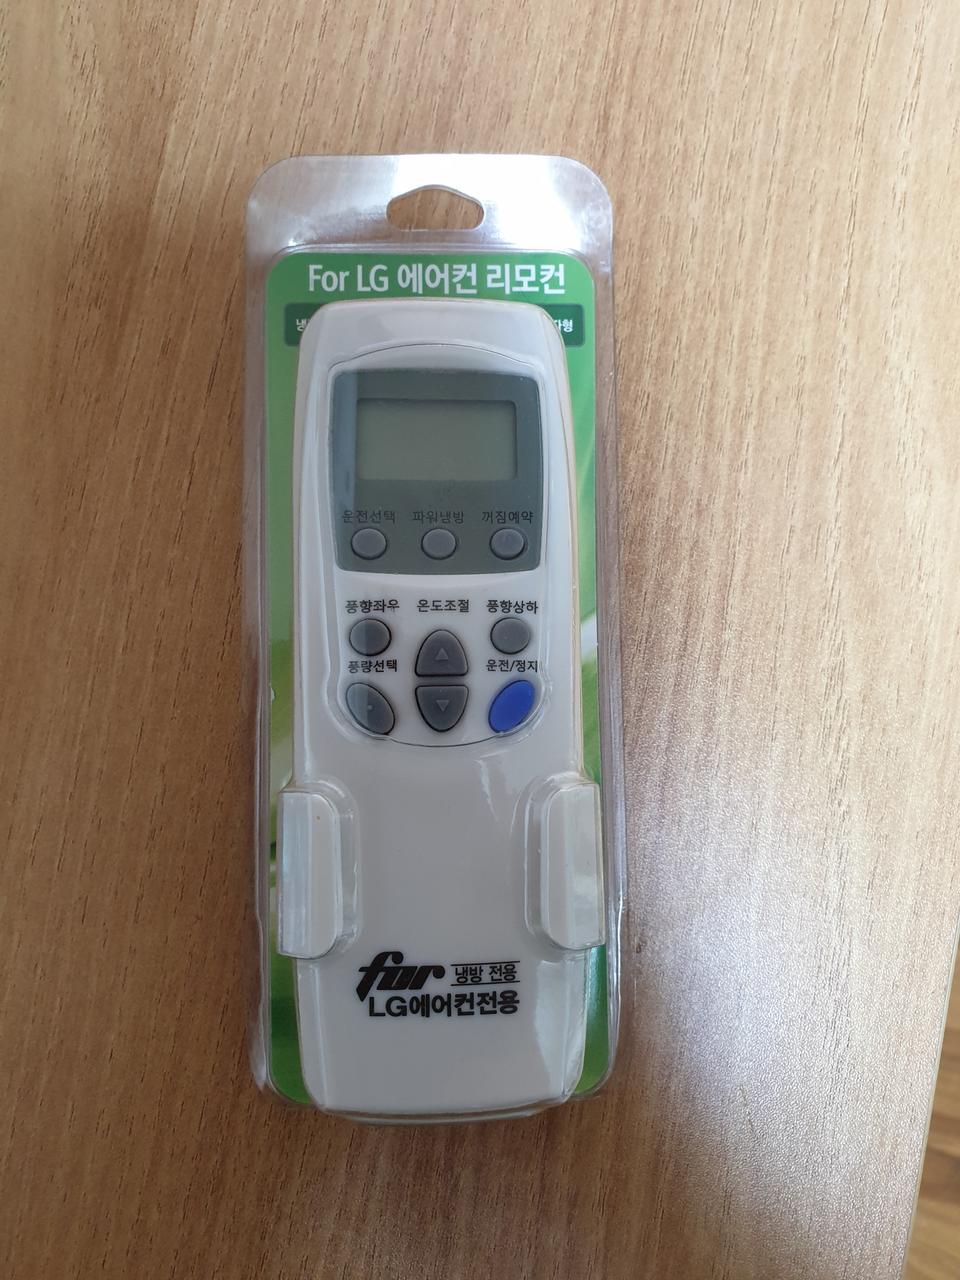 For LG 에어컨 리모컨
운전선택 파워냉방 꺼짐예약
풍향좌우 온도조절 풍향상하
풍량선택 운전/정지
for 냉방 전용
LG에어컨전용